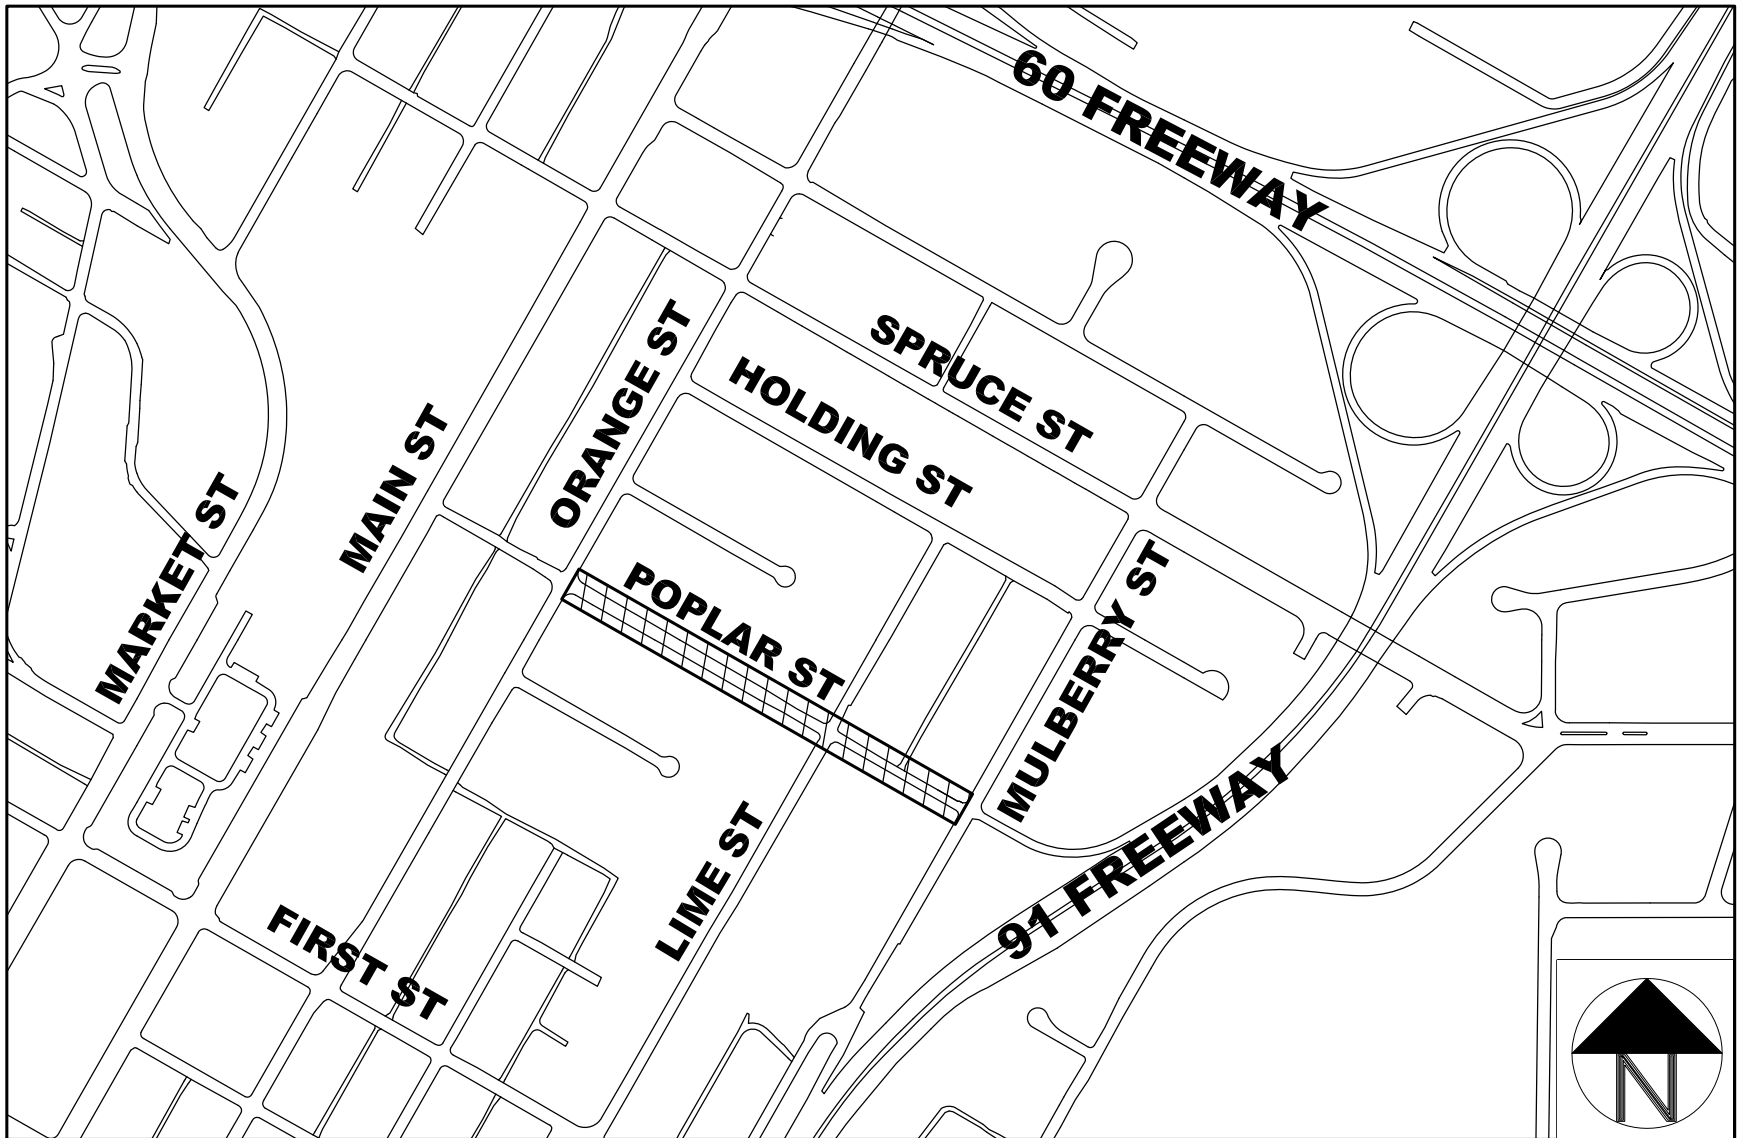 60 FREEWAY
SPRUCE ST
ORANGE ST
HOLDING ST
MAIN ST
MARKET ST
POPLAR ST
MULBERRY ST
91 FREEWAY
LIME ST
FIRST ST
N